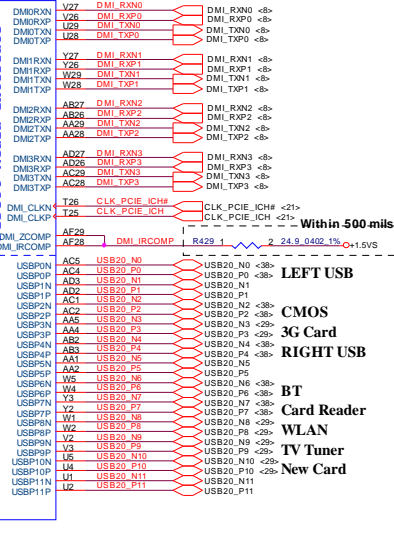 DMI0RXN V27 DMI_RXN0 DMI_RXN0 <8>
DMI0RXP V26 DMI_RXP0 DMI_RXP0 <8>
DMI0TXN U29 DMI_TXN0 DMI_TXN0 <8>
DMI0TXP U28 DMI_TXP0 DMI_TXP0 <8>
DMI1RXN Y27 DMI_RXN1 DMI_RXN1 <8>
DMI1RXP Y26 DMI_RXP1 DMI_RXP1 <8>
DMI1TXN W29 DMI_TXN1 DMI_TXN1 <8>
DMI1TXP W28 DMI_TXP1 DMI_TXP1 <8>
DMI2RXN AB27 DMI_RXN2 DMI_RXN2 <8>
DMI2RXP AB26 DMI_RXP2 DMI_RXP2 <8>
DMI2TXN AA29 DMI_TXN2 DMI_TXN2 <8>
DMI2TXP AA28 DMI_TXP2 DMI_TXP2 <8>
DMI3RXN AD27 DMI_RXN3 DMI_RXN3 <8>
DMI3RXP AD26 DMI_RXP3 DMI_RXP3 <8>
DMI3TXN AC29 DMI_TXN3 DMI_TXN3 <8>
DMI3TXP AC28 DMI_TXP3 DMI_TXP3 <8>
DMI_CLKN T26 CLK_PCIE_ICH# CLK_PCIE_ICH# <21>
DMI_CLKP T25 CLK_PCIE_ICH CLK_PCIE_ICH <21>
Within 500 mils
DMI_ZCOMP AF29
DMI_IRCOMP AF28 DMI_IRCOMP R429 1 2 24.9_0402_1% +1.5VS
USBP0N AC5 USB20_N0 USB20_N0 <38>
USBP0P AC4 USB20_P0 USB20_P0 <38> LEFT USB
USBP1N AD3 USB20_N1 USB20_N1
USBP1P AD2 USB20_P1 USB20_P1
USBP2N AC1 USB20_N2 USB20_N2 <38>
USBP2P AC2 USB20_P2 USB20_P2 <38> CMOS
USBP3N AA5 USB20_N3 USB20_N3 <29>
USBP3P AA4 USB20_P3 USB20_P3 <29> 3G Card
USBP4N AB2 USB20_N4 USB20_N4 <38>
USBP4P AB3 USB20_P4 USB20_P4 <38> RIGHT USB
USBP5N AA1 USB20_N5 USB20_N5
USBP5P AA2 USB20_P5 USB20_P5
USBP6N W5 USB20_N6 USB20_N6 <38>
USBP6P W4 USB20_P6 USB20_P6 <38> BT
USBP7N Y3 USB20_N7 USB20_N7 <38>
USBP7P Y2 USB20_P7 USB20_P7 <38> Card Reader
USBP8N W1 USB20_N8 USB20_N8 <29>
USBP8P W2 USB20_P8 USB20_P8 <29> WLAN
USBP9N V2 USB20_N9 USB20_N9 <29>
USBP9P V3 USB20_P9 USB20_P9 <29> TV Tuner
USBP10N U5 USB20_N10 USB20_N10 <29>
USBP10P U4 USB20_P10 USB20_P10 <29> New Card
USBP11N U1 USB20_N11 USB20_N11
USBP11P U2 USB20_P11 USB20_P11